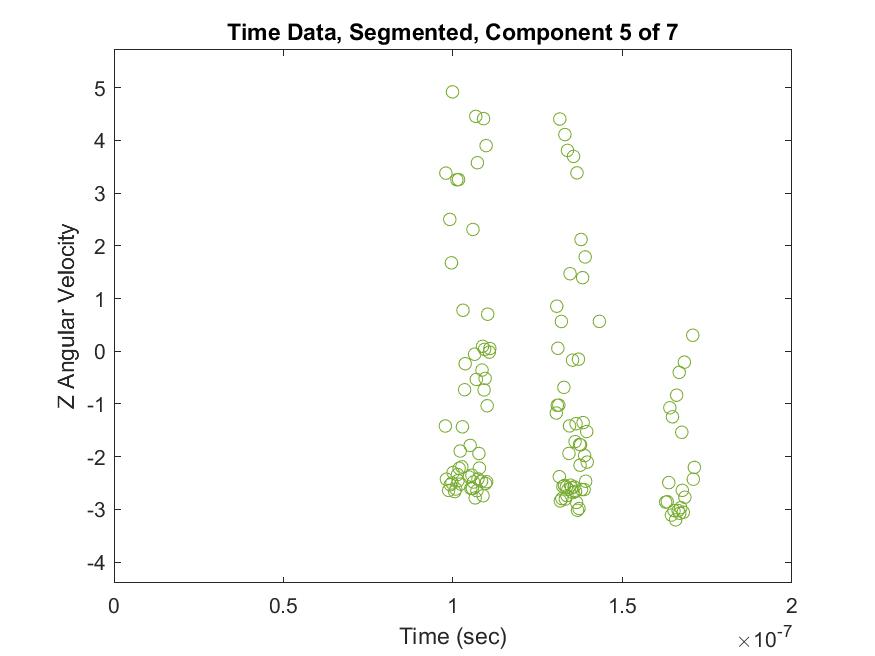 Time Data, Segmented, Component 5 of 7
5
4
3
2
1
0
-1
-2
-3
-4
Z Angular Velocity
0 0.5 1 1.5 2
Time (sec)
×10-7